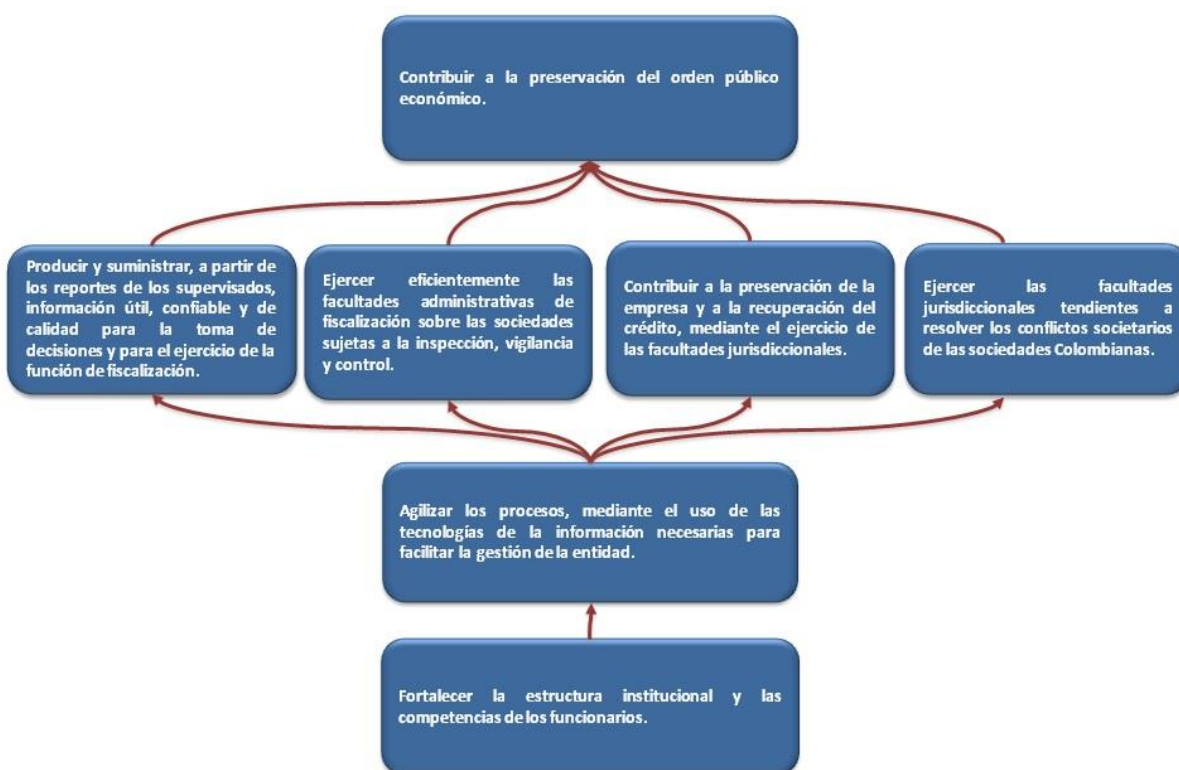 Contribuir a la preservación del orden público
económico.
Producir y suministrar, a partir de
los reportes de los supervisados,
información útil, confiable y de
calidad para la toma de
decisiones y para el ejercicio de la
función de fiscalización.
Ejercer eficientemente las
facultades administrativas de
fiscalización sobre las sociedades
sujetas a la inspección, vigilancia
y control.
Contribuir a la preservación de la
empresa y a la recuperación del
crédito, mediante el ejercicio de
las facultades jurisdiccionales.
Ejercer las facultades
jurisdiccionales tendientes a
resolver los conflictos societarios
de las sociedades Colombianas.
Agilizar los procesos, mediante el uso de las
tecnologías de la información necesarias para
facilitar la gestión de la entidad.
Fortalecer la estructura institucional y las
competencias de los funcionarios.